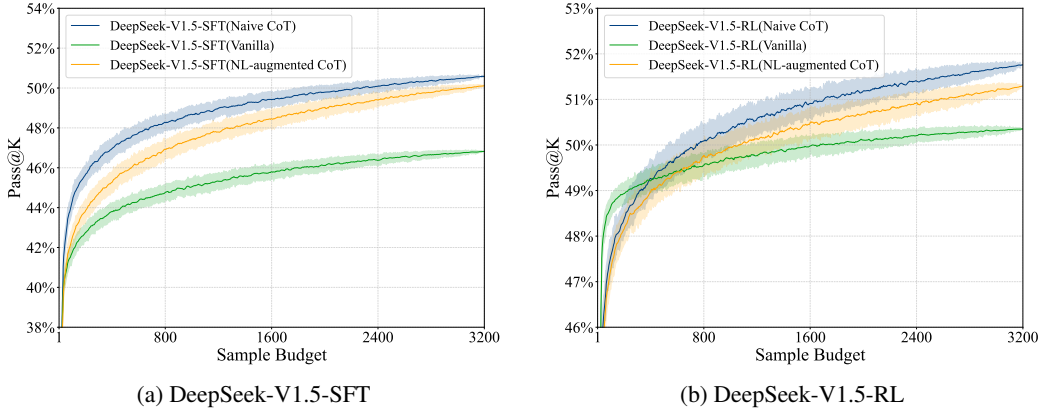 54%
52%
50%
48%
46%
44%
42%
40%
38%
Pass@K
DeepSeek-V1.5-SFT(Naive CoT)
DeepSeek-V1.5-SFT(Vanilla)
DeepSeek-V1.5-SFT(NL-augmented CoT)
1 800 1600 2400 3200
Sample Budget
(a) DeepSeek-V1.5-SFT
53%
52%
51%
50%
49%
48%
47%
46%
Pass@K
DeepSeek-V1.5-RL(Naive CoT)
DeepSeek-V1.5-RL(Vanilla)
DeepSeek-V1.5-RL(NL-augmented CoT)
1 800 1600 2400 3200
Sample Budget
(b) DeepSeek-V1.5-RL